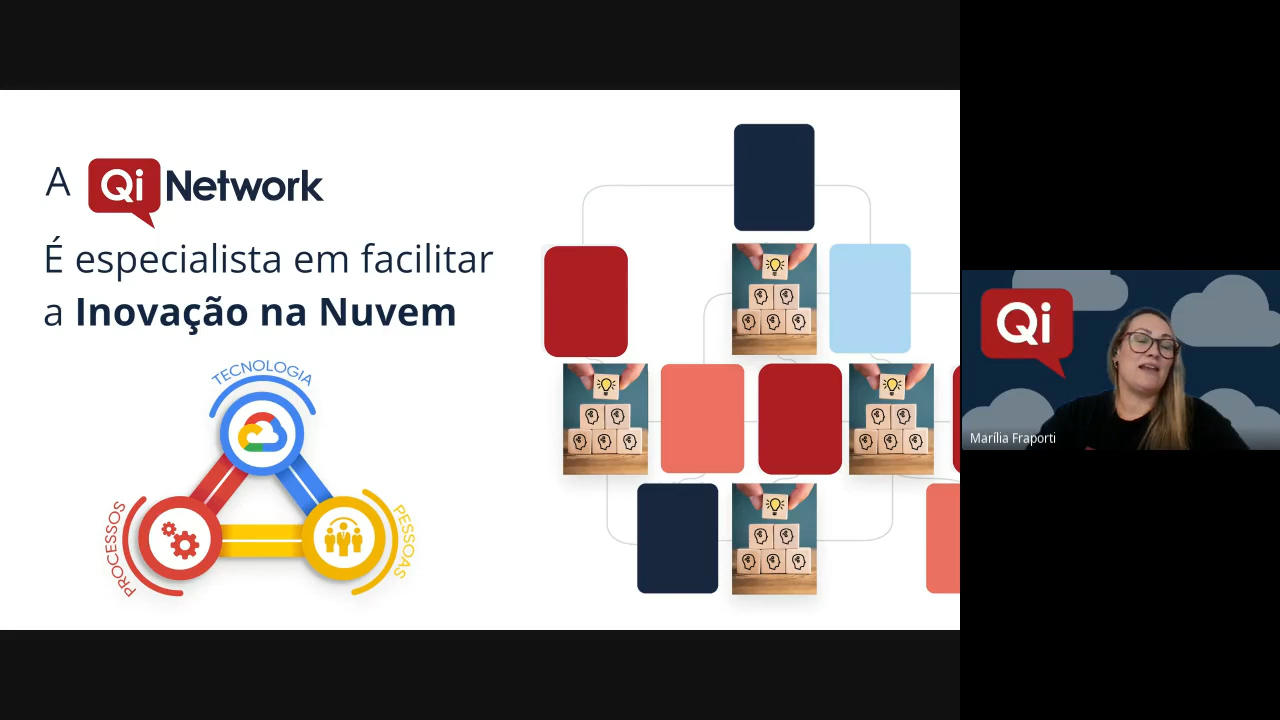 A Qi Network
É especialista em facilitar
a Inovação na Nuvem
TECNOLOGIA
PROCESSOS
PESSOAS
Qi
Marília Fraporti